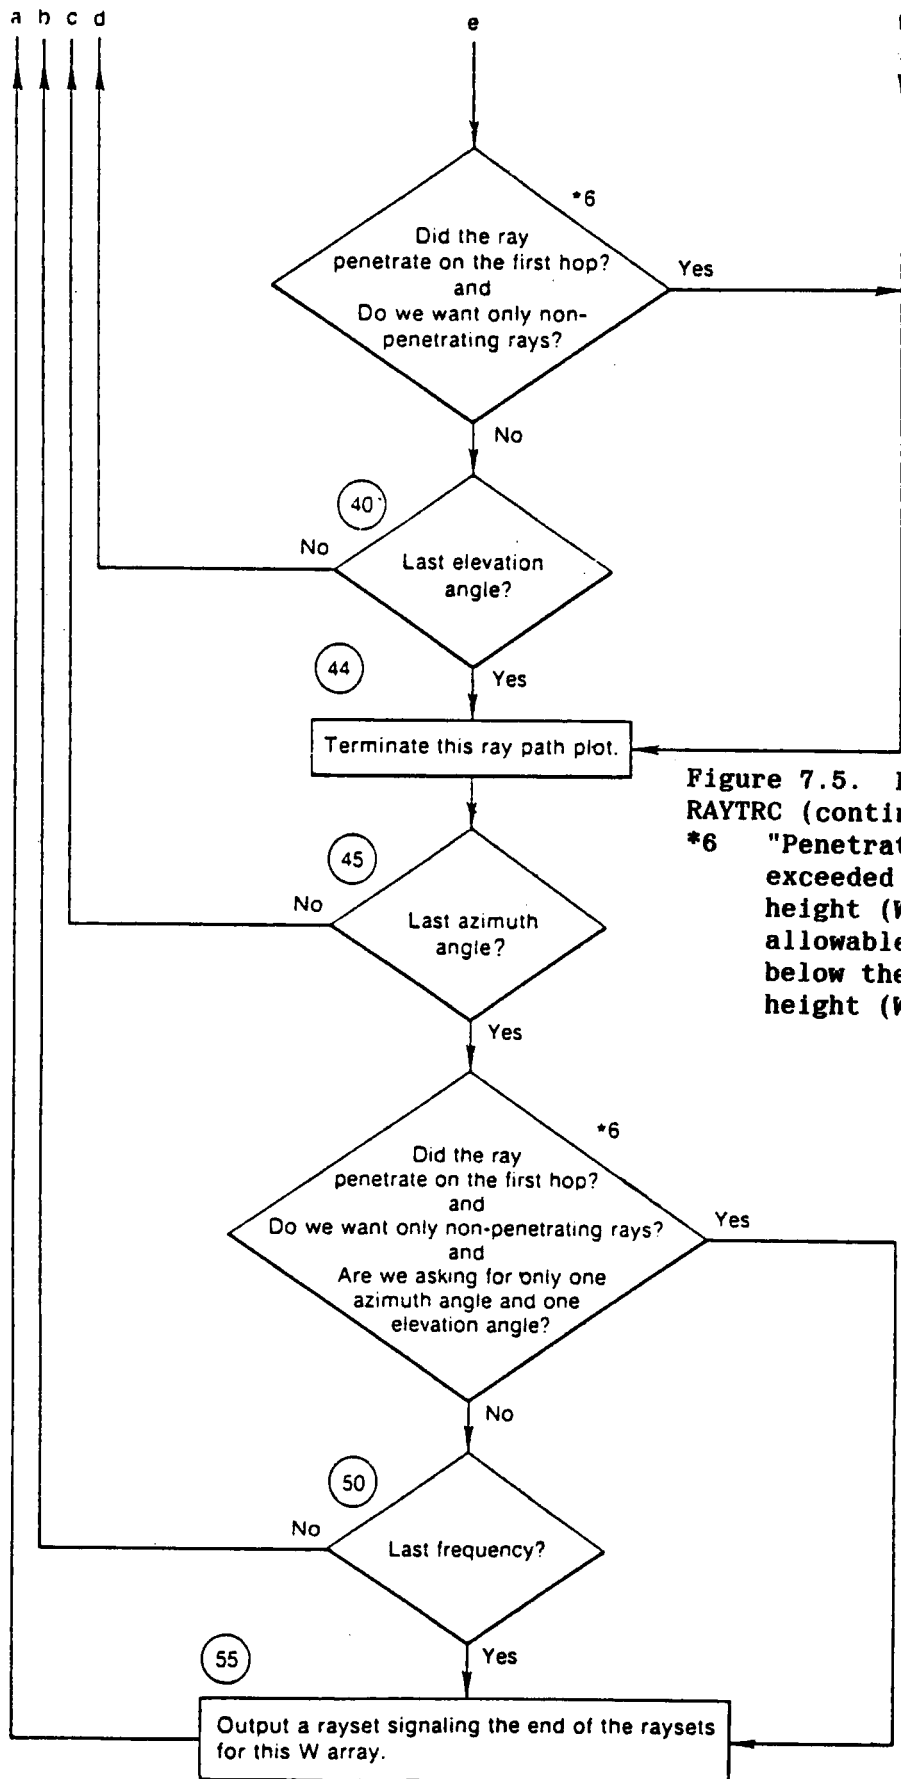 a b c d
e
*6
Did the ray
penetrate on the first hop?
and
Do we want only non-
penetrating rays?
Yes
No
40
No
Last elevation
angle?
44
Yes
Terminate this ray path plot.
Figure 7.5.
RAYTRC
*6 "Penetrat
exceeded
height (W
allowable
below the
height (W
45
No
Last azimuth
angle?
Yes
*6
Did the ray
penetrate on the first hop?
and
Do we want only non-penetrating rays?
and
Are we asking for only one
azimuth angle and one
elevation angle?
Yes
No
50
No
Last frequency?
Yes
55
Output a rayset signaling the end of the raysets
for this W array.